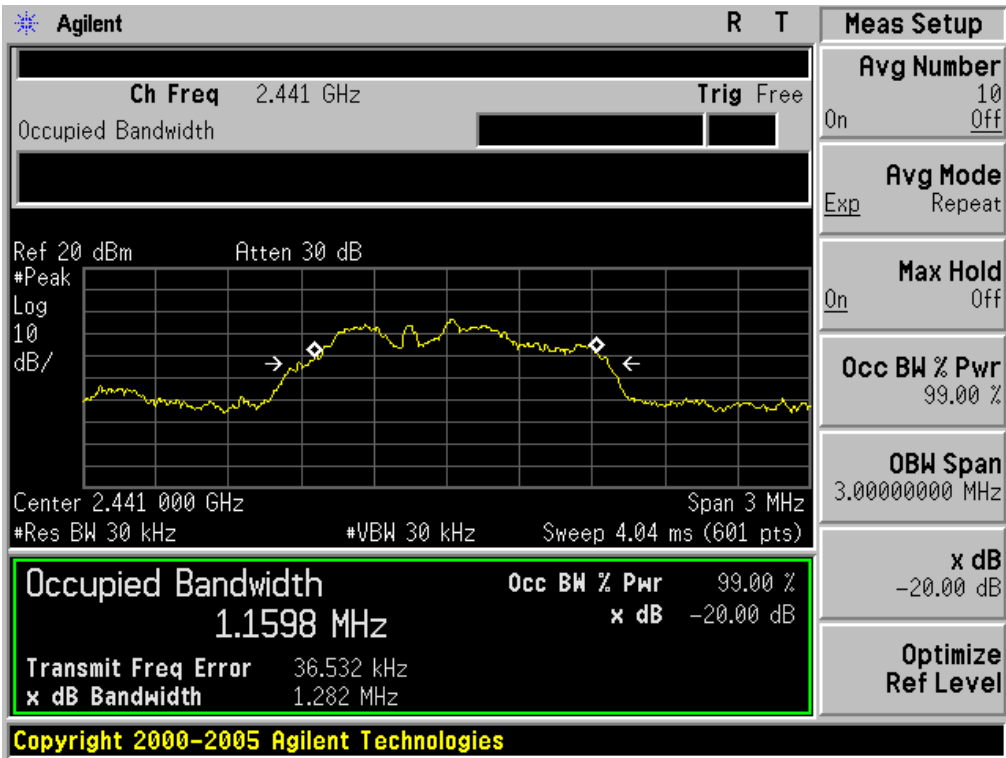 Agilent R T
Ch Freq 2.441 GHz Trig Free
Occupied Bandwidth
Ref 20 dBm Atten 30 dB
#Peak
Log
10
dB/
Center 2.441 000 GHz Span 3 MHz
#Res BW 30 kHz #VBW 30 kHz Sweep 4.04 ms (601 pts)
Occupied Bandwidth Occ BW % Pwr 99.00 %
1.1598 MHz x dB -20.00 dB
Transmit Freq Error 36.532 kHz
x dB Bandwidth 1.282 MHz
Copyright 2000-2005 Agilent Technologies
Meas Setup
Avg Number
10
On Off
Avg Mode
Exp Repeat
Max Hold
On Off
Occ BW % Pwr
99.00 %
OBW Span
3.00000000 MHz
x dB
-20.00 dB
Optimize
Ref Level